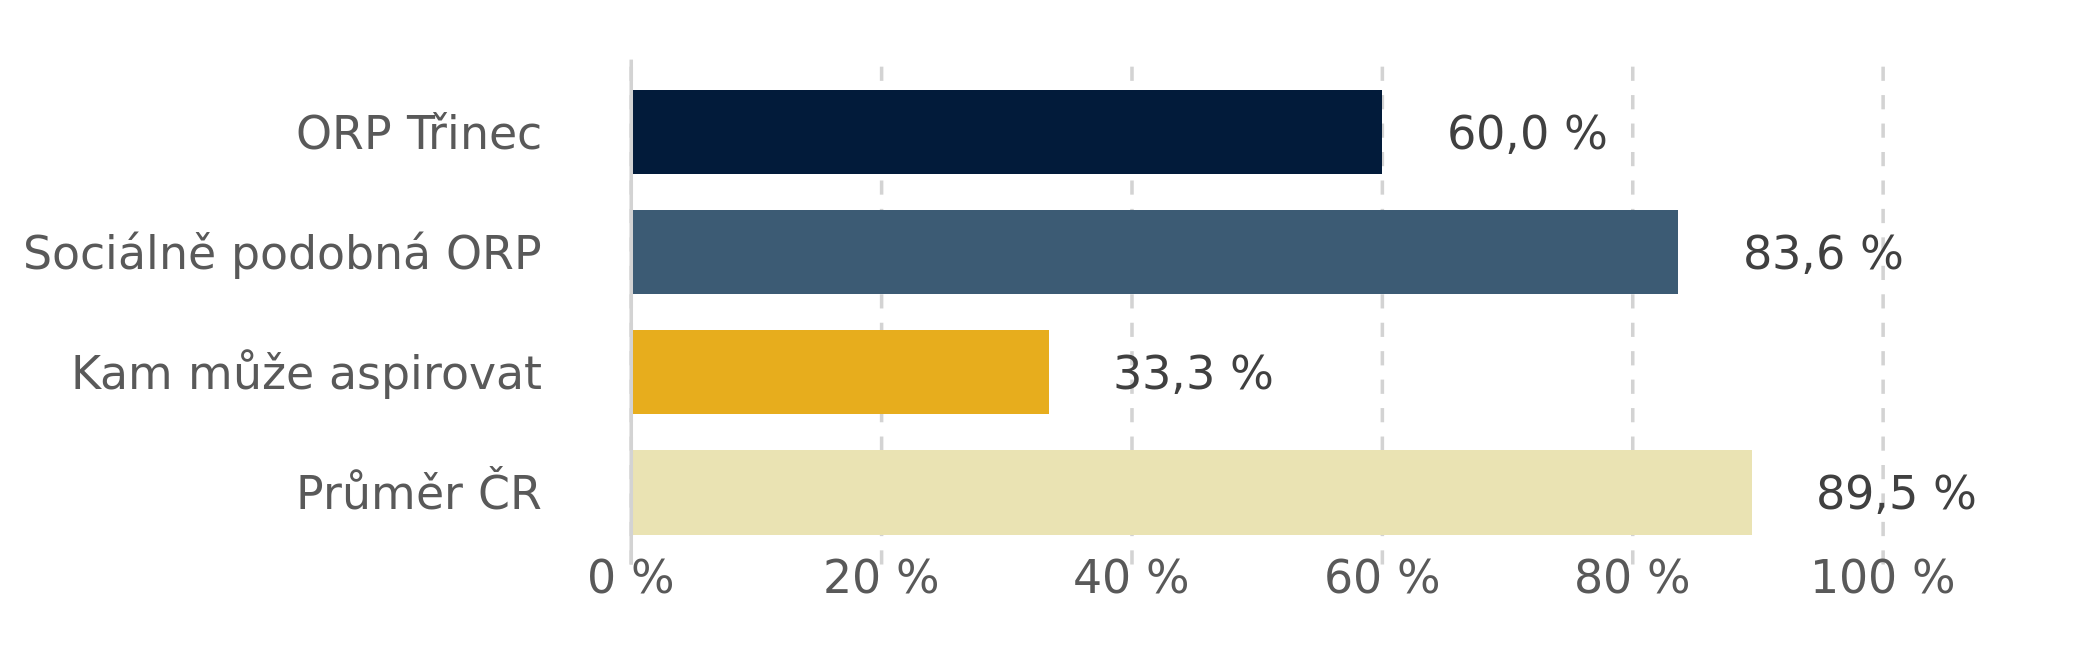 ORP Třinec
60,0 %
Sociálně podobná ORP
83,6 %
Kam může aspirovat
33,3 %
Průměr ČR
89,5 %
0 % 20 % 40 % 60 % 80 % 100 %